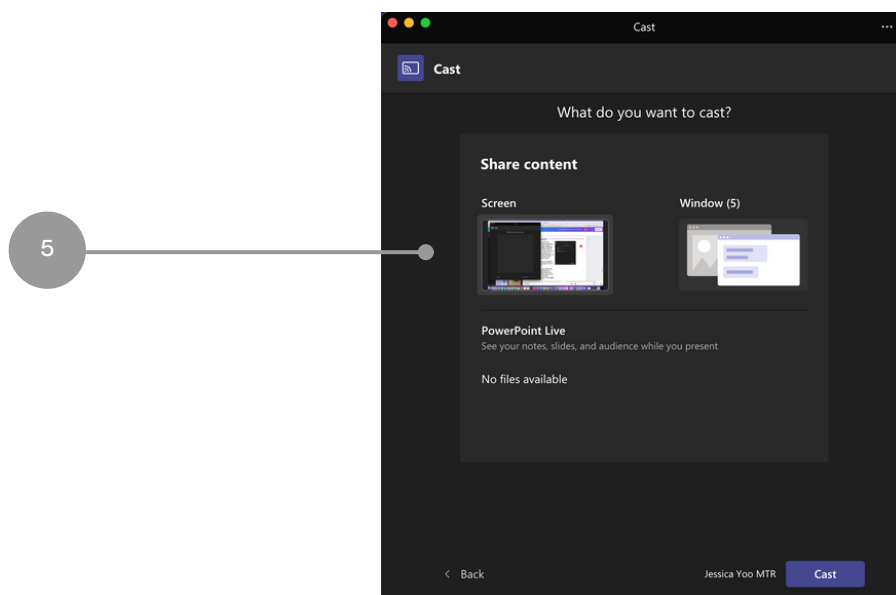 Cast
Cast
What do you want to cast?
Share content
Screen
Window (5)
5
PowerPoint Live
See your notes, slides, and audience while you present
No files available
< Back
Jessica Yoo MTR
Cast